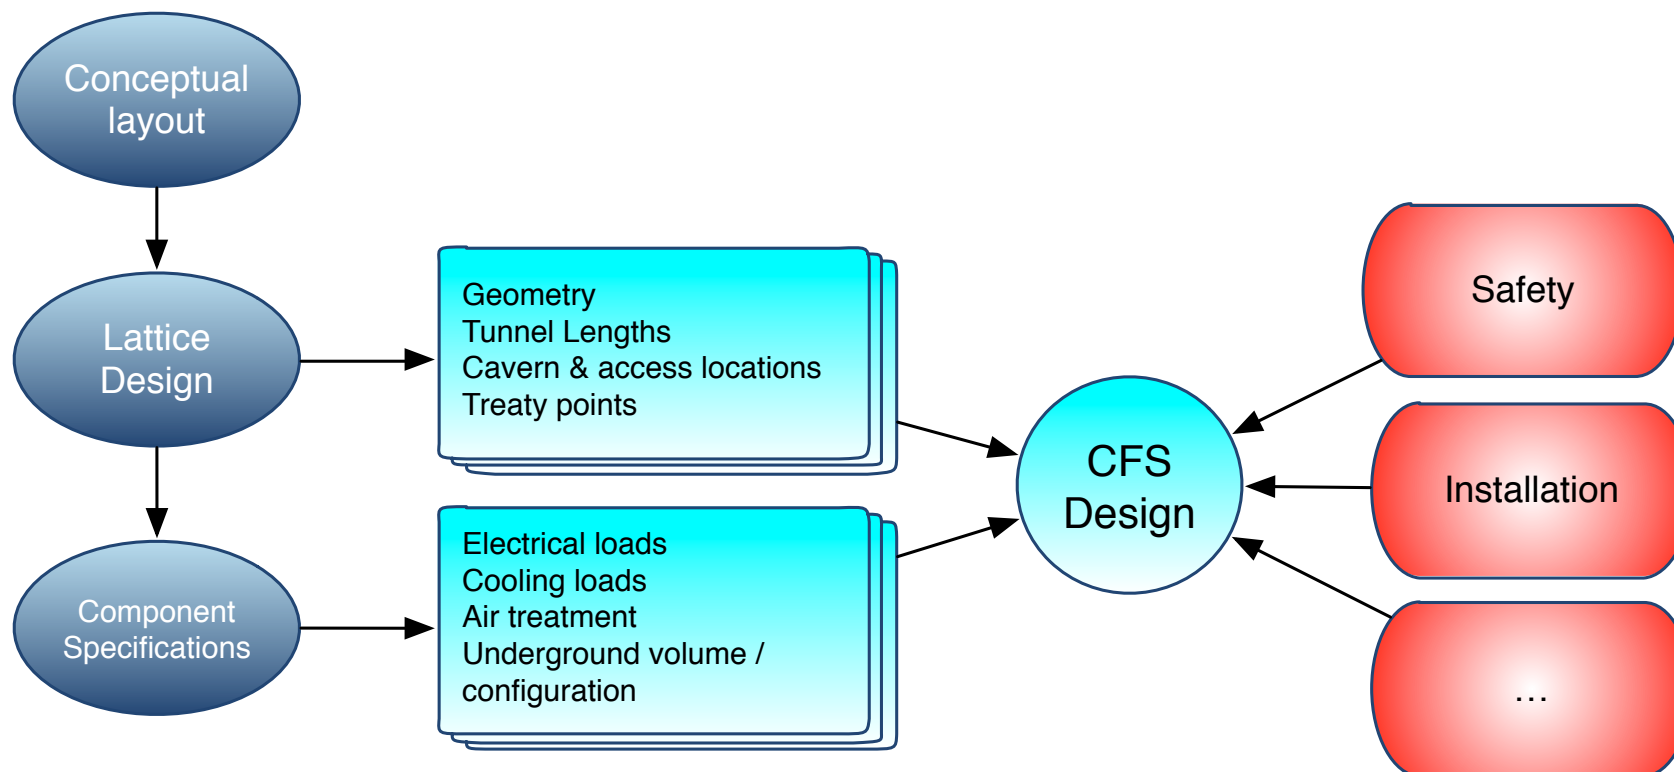 Conceptual
layout
Lattice
Design
Component
Specifications
Geometry
Tunnel Lengths
Cavern & access locations
Treaty points
Electrical loads
Cooling loads
Air treatment
Underground volume /
configuration
CFS
Design
Safety
Installation
...